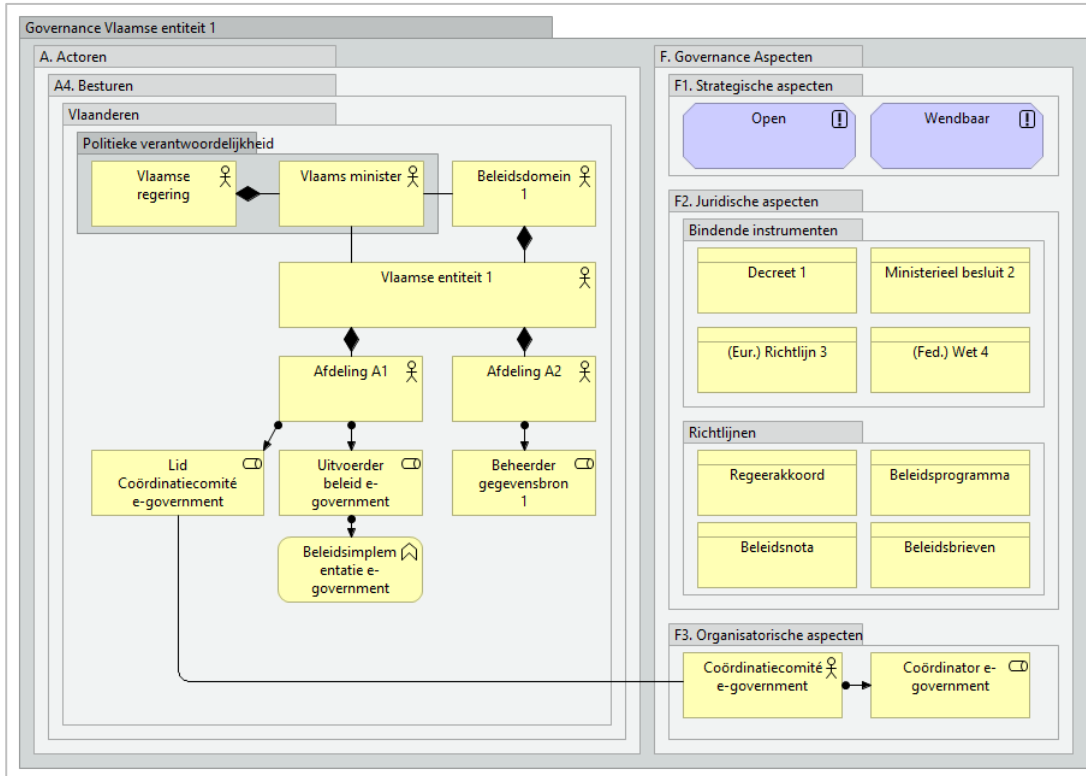 Governance Vlaamse entiteit 1
A. Actoren
A4. Besturen
Vlaanderen
Politieke verantwoordelijkheid
Vlaamse
regering
Vlaams minister
Beleidsdomein
1
Vlaamse entiteit 1
Afdeling A1
Afdeling A2
Lid
Coördinatiecomité
e-government
Uitvoerder
beleid e-
government
Beheerder
gegevensbron
1
Beleidsimplem
entatie e-
government
F. Governance Aspecten
F1. Strategische aspecten
Open
Wendbaar
F2. Juridische aspecten
Bindende instrumenten
Decreet 1
Ministerieel besluit 2
(Eur.) Richtlijn 3
(Fed.) Wet 4
Richtlijnen
Regeerakkoord
Beleidsprogramma
Beleidsnota
Beleidsbrieven
F3. Organisatorische aspecten
Coördinatiecomité
e-government
Coördinator e-
government